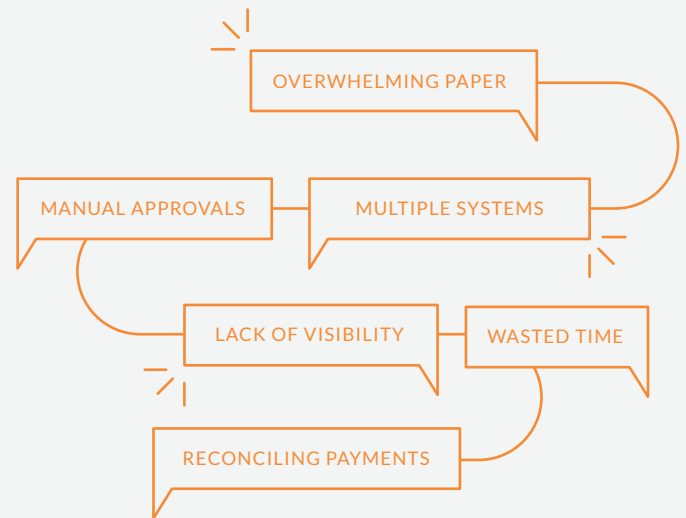 OVERWHELMING PAPER
MANUAL APPROVALS
MULTIPLE SYSTEMS
LACK OF VISIBILITY
WASTED TIME
RECONCILING PAYMENTS